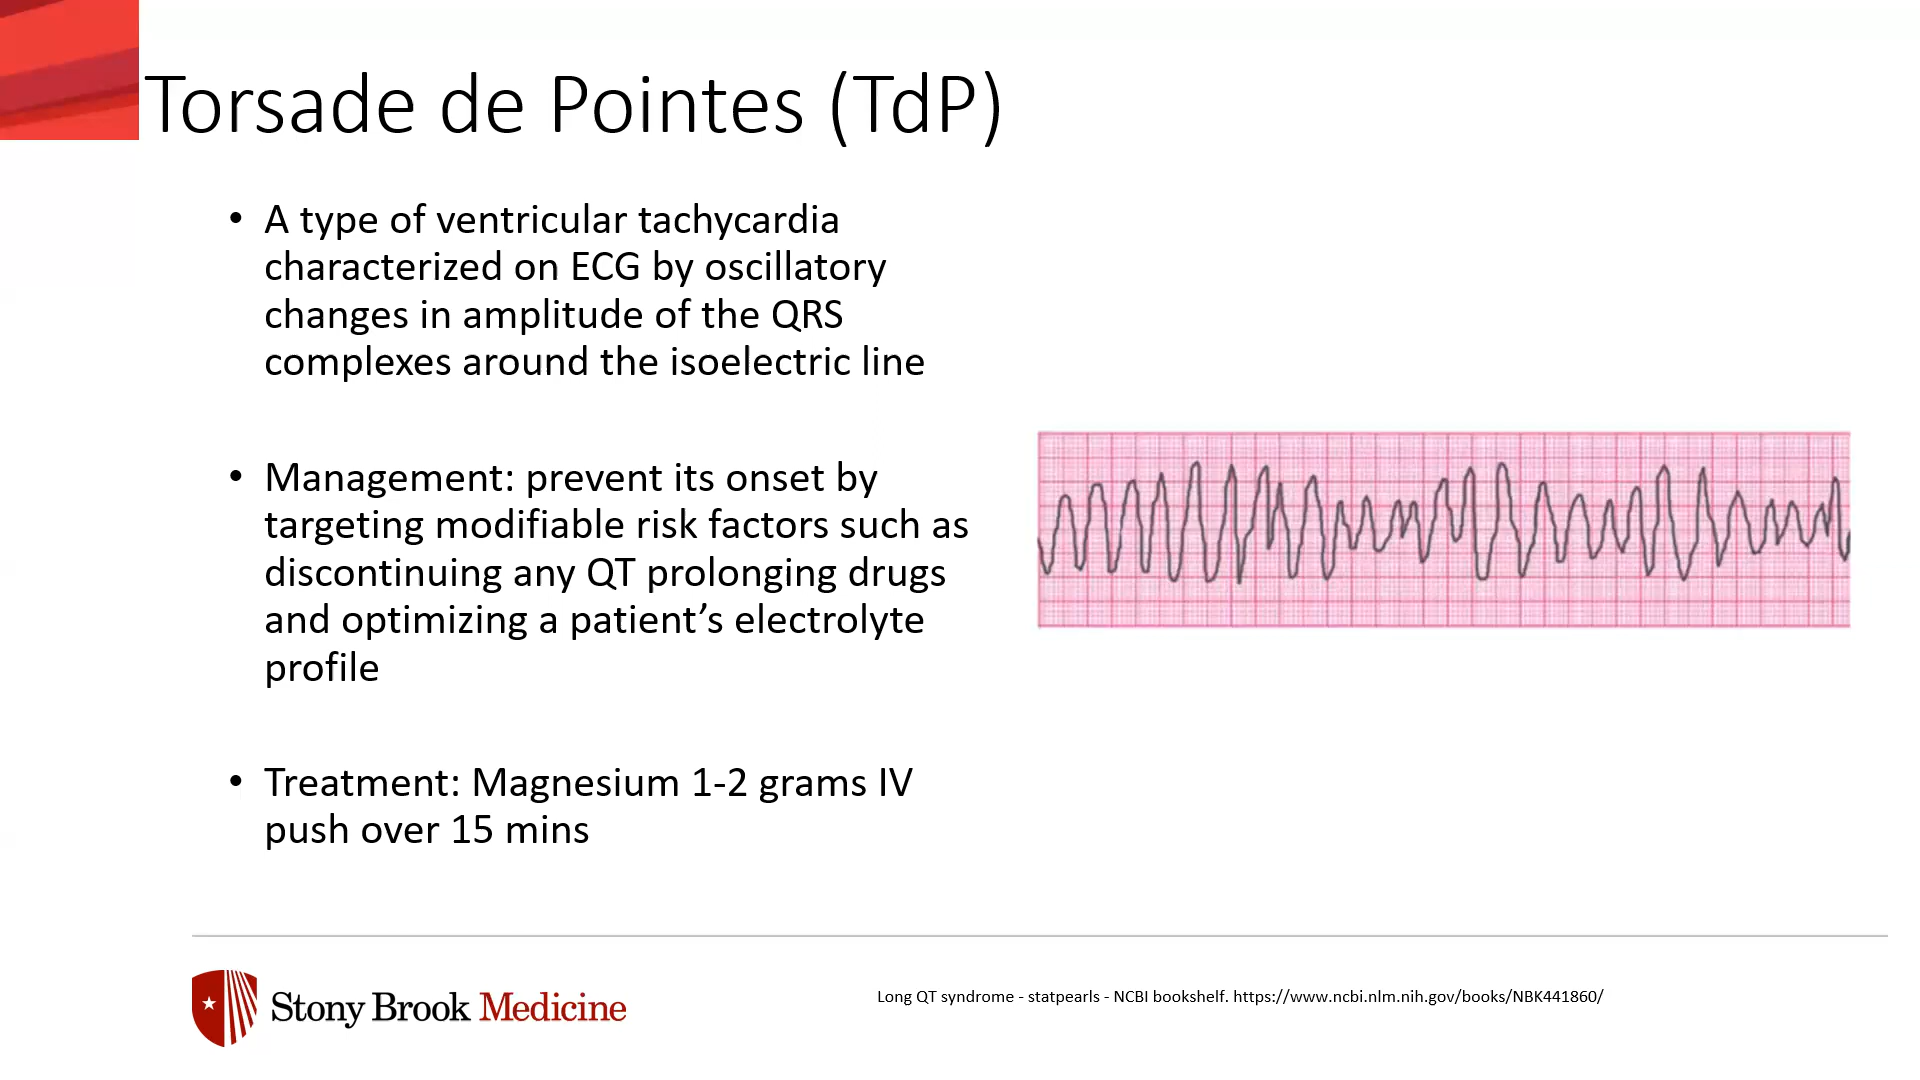 Torsade de Pointes (TdP)
• A type of ventricular tachycardia
characterized on ECG by oscillatory
changes in amplitude of the QRS
complexes around the isoelectric line
• Management: prevent its onset by
targeting modifiable risk factors such as
discontinuing any QT prolonging drugs
and optimizing a patient’s electrolyte
profile
• Treatment: Magnesium 1-2 grams IV
push over 15 mins
Stony Brook Medicine
Long QT syndrome - statpearls - NCBI bookshelf. https://www.ncbi.nlm.nih.gov/books/NBK441860/